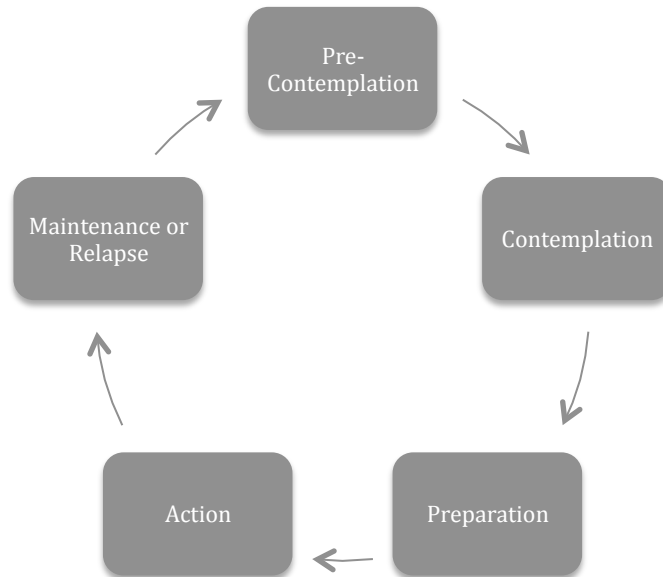 Pre-
Contemplation
Contemplation
Preparation
Action
Maintenance or
Relapse